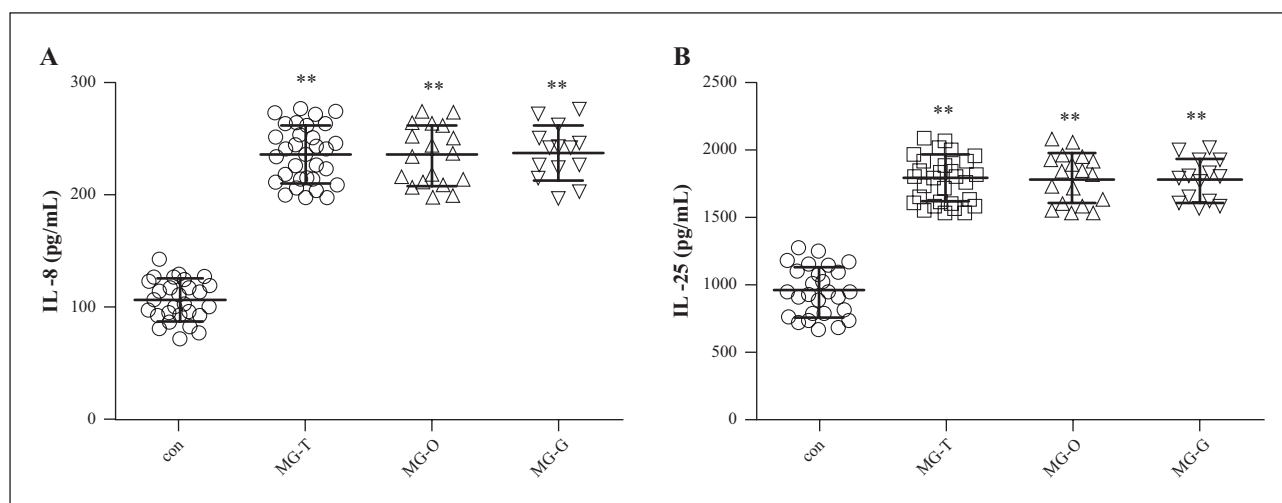 A
300
200
100
0
IL -8 (pg/mL)
**
**
**
con
MG-T
MG-O
MG-G
B
2500
2000
1500
1000
500
0
IL -25 (pg/mL)
**
**
**
con
MG-T
MG-O
MG-G